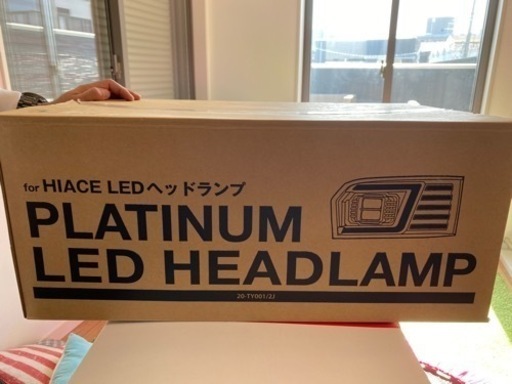 for HIACE LEDヘッドランプ
PLATINUM
LED HEADLAMP
20-TY001/2J